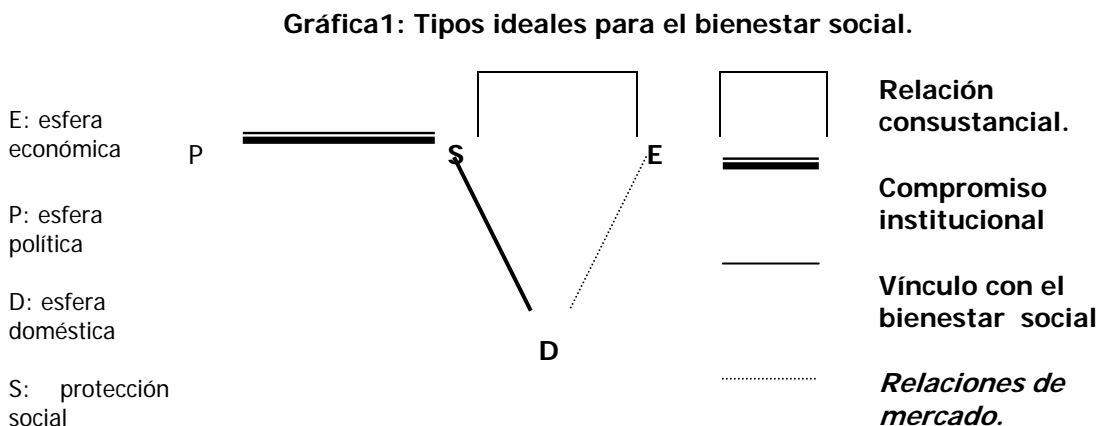 Gráfica1: Tipos ideales para el bienestar social.
E: esfera
económica
P: esfera
política
D: esfera
doméstica
S: protección
social
P
S
E
D
Relación
consustancial.
Compromiso
institucional
Vínculo con el
bienestar social
Relaciones de
mercado.